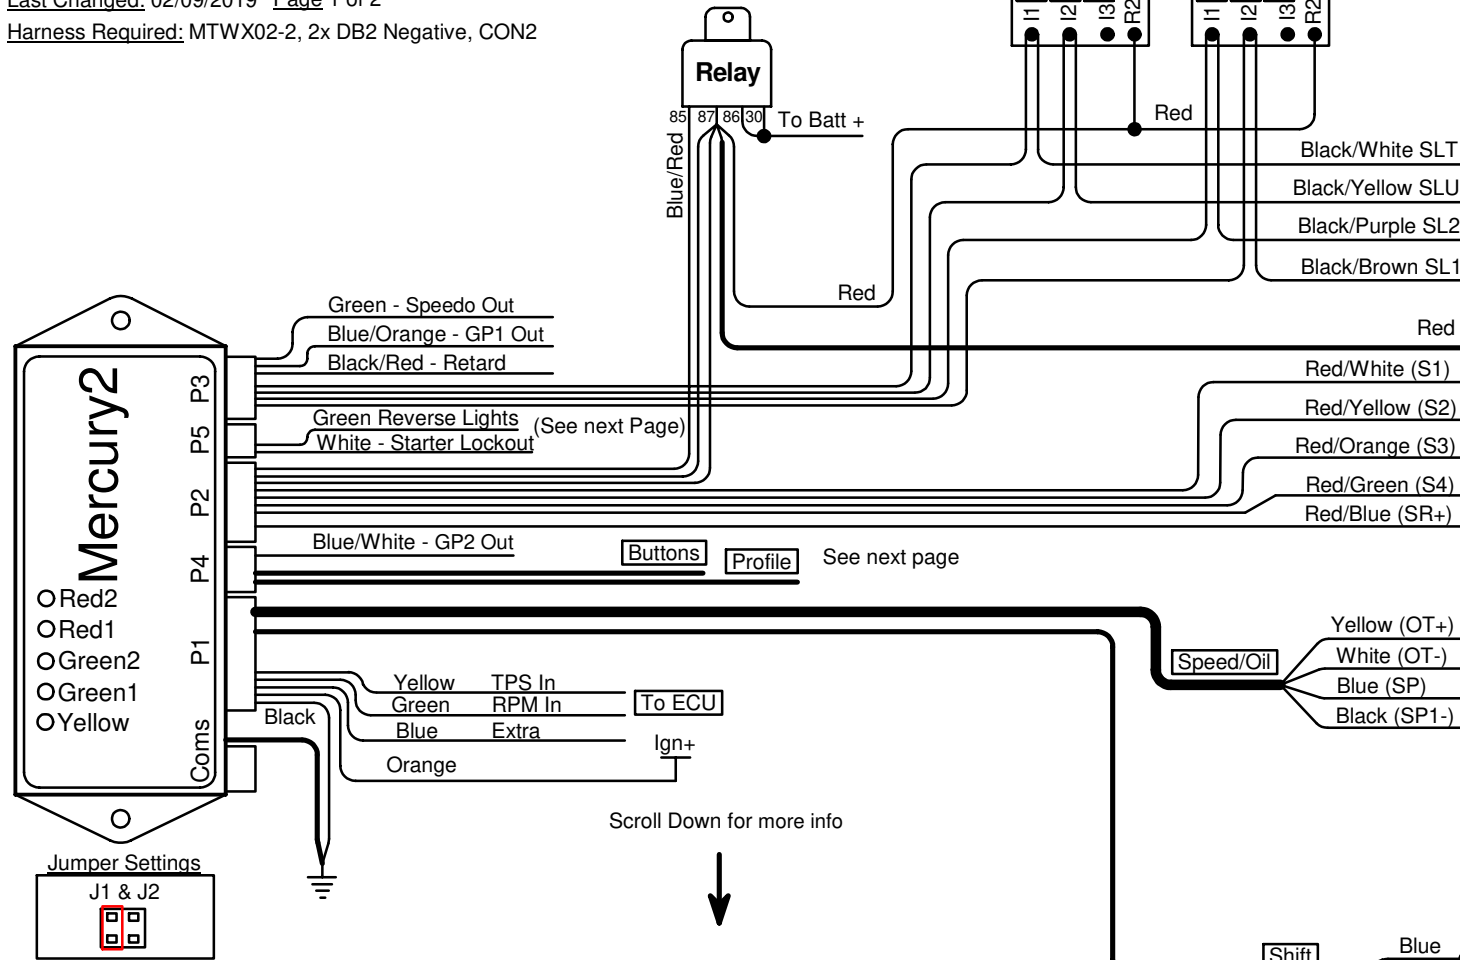 Last Changed: 02/09/2019 Page 1 of 2
Harness Required: MTWX02-2, 2x DB2 Negative, CON2
I1 I2 I3 R2
I1 I2 I3 R2
Relay
85 87 86 30
To Batt +
Blue/Red
Red
Black/White SLT
Black/Yellow SLU
Black/Purple SL2
Black/Brown SL1
Red
Red
Green - Speedo Out
Blue/Orange - GP1 Out
Black/Red - Retard
Green Reverse Lights
White - Starter Lockout
(See next Page)
Red/White (S1)
Red/Yellow (S2)
Red/Orange (S3)
Red/Green (S4)
Red/Blue (SR+)
Mercury2
P3
P5
P2
P4
P1
Coms
Red2
Red1
Green2
Green1
Yellow
Blue/White - GP2 Out
Buttons
Profile
See next page
Speed/Oil
Yellow (OT+)
White (OT-)
Blue (SP)
Black (SP1-)
Black
Yellow TPS In
Green RPM In
Blue Extra
Orange
To ECU
Ign+
Scroll Down for more info
Jumper Settings
J1 & J2
Shift
Blue